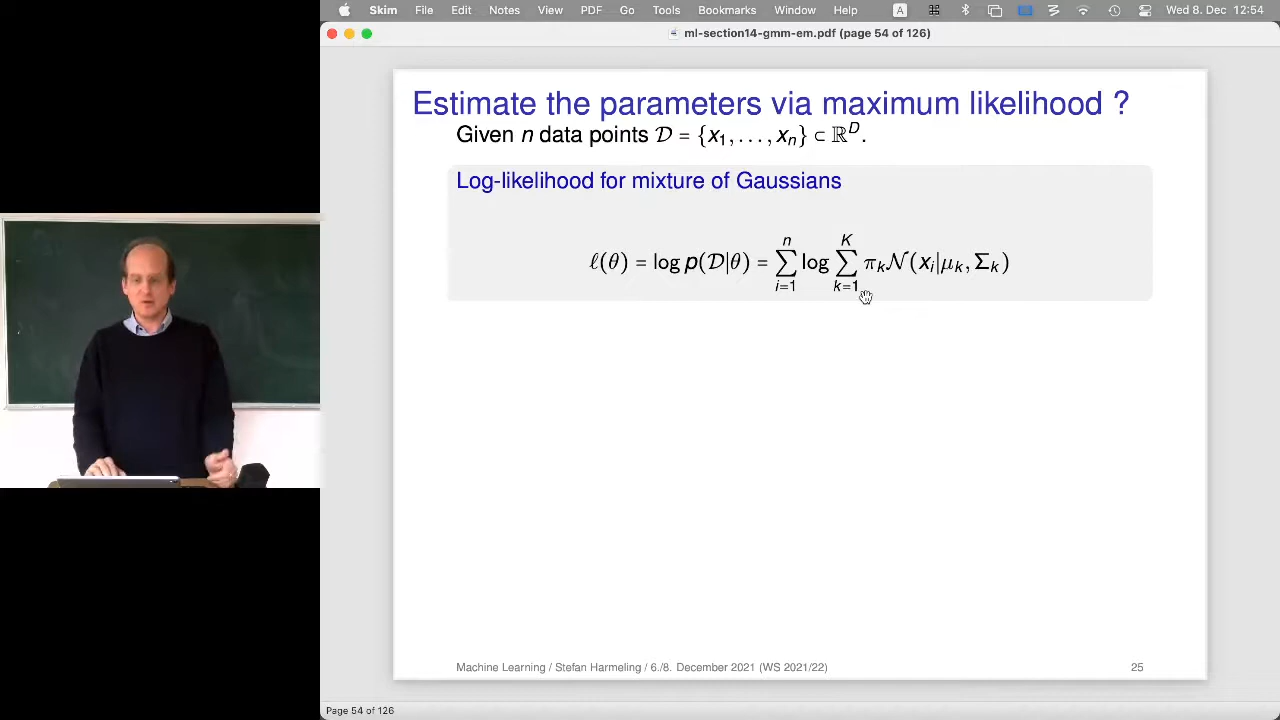 Skim File Edit Notes View PDF Go Tools Bookmarks Window Help A Wed 8. Dec 12:54
ml-section14-gmm-em.pdf (page 54 of 126)
Estimate the parameters via maximum likelihood ?
Given n data points 𝒟 = {x₁, . . . , xₙ} ⊂ ℝᴰ.
Log-likelihood for mixture of Gaussians
ℓ(θ) = log p(𝒟|θ) = ∑ᵢ₌₁ⁿ log ∑ₖ₌₁ᴷ πₖ𝒩(xᵢ|μₖ, Σₖ)
Machine Learning / Stefan Harmeling / 6./8. December 2021 (WS 2021/22) 25
Page 54 of 126